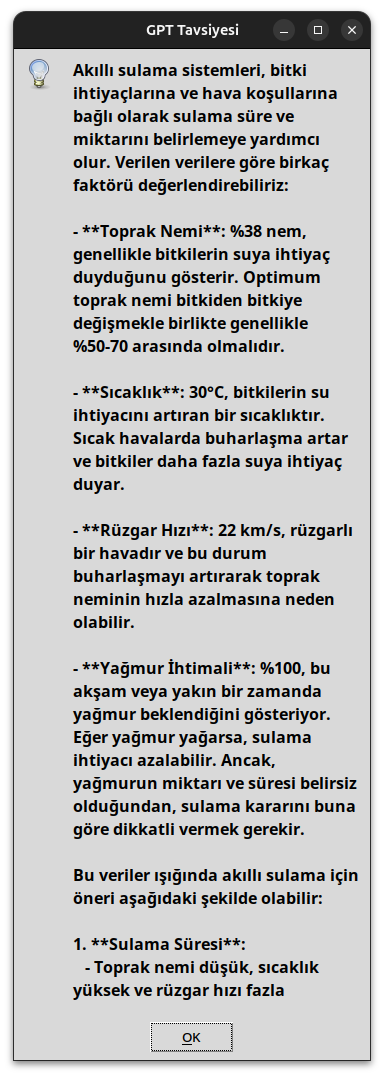 GPT Tavsiyesi
Akıllı sulama sistemleri, bitki
ihtiyaçlarına ve hava koşullarına
bağlı olarak sulama süre ve
miktarını belirlemeye yardımcı
olur. Verilen verilere göre birkaç
faktörü değerlendirebiliriz:
- **Toprak Nemi**: %38 nem,
genellikle bitkilerin suya ihtiyaç
duyduğunu gösterir. Optimum
toprak nemi bitkiden bitkiye
değişmekle birlikte genellikle
%50-70 arasında olmalıdır.
- **Sıcaklık**: 30°C, bitkilerin su
ihtiyacını artıran bir sıcaklıktır.
Sıcak havalarda buharlaşma artar
ve bitkiler daha fazla suya ihtiyaç
duyar.
- **Rüzgar Hızı**: 22 km/s, rüzgarlı
bir havadır ve bu durum
buharlaşmayı artırarak toprak
neminin hızla azalmasına neden
olabilir.
- **Yağmur İhtimali**: %100, bu
akşam veya yakın bir zamanda
yağmur beklendiğini gösteriyor.
Eğer yağmur yağarsa, sulama
ihtiyacı azalabilir. Ancak,
yağmurun miktarı ve süresi belirsiz
olduğundan, sulama kararını buna
göre dikkatli vermek gerekir.
Bu veriler ışığında akıllı sulama için
öneri aşağıdaki şekilde olabilir:
1. **Sulama Süresi**:
- Toprak nemi düşük, sıcaklık
yüksek ve rüzgar hızı fazla
OK